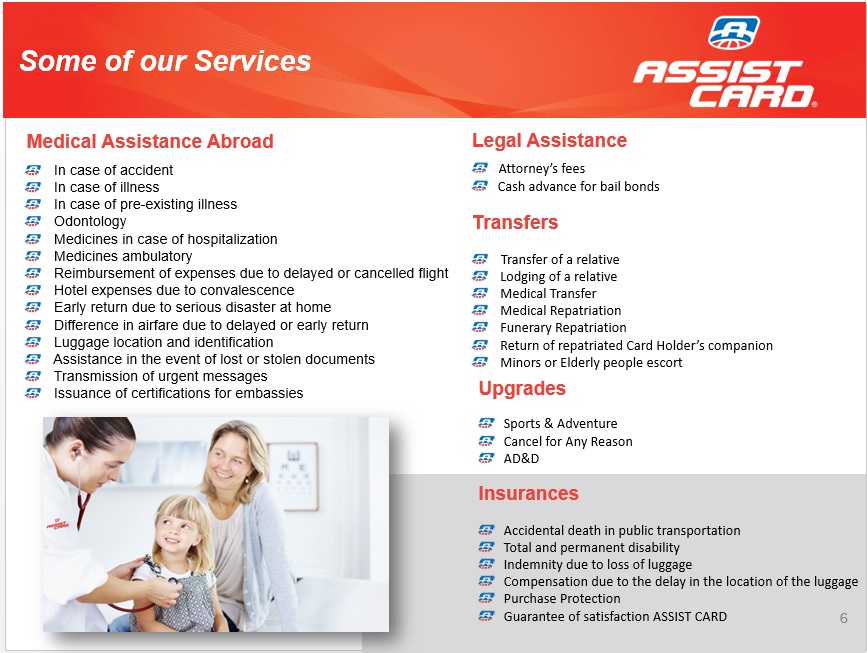 Some of our Services
ASSIST
CARD®
Medical Assistance Abroad
In case of accident
In case of illness
In case of pre-existing illness
Odontology
Medicines in case of hospitalization
Medicines ambulatory
Reimbursement of expenses due to delayed or cancelled flight
Hotel expenses due to convalescence
Early return due to serious disaster at home
Difference in airfare due to delayed or early return
Luggage location and identification
Assistance in the event of lost or stolen documents
Transmission of urgent messages
Issuance of certifications for embassies
ASSIST
CARD
Legal Assistance
Attorney’s fees
Cash advance for bail bonds
Transfers
Transfer of a relative
Lodging of a relative
Medical Transfer
Medical Repatriation
Funerary Repatriation
Return of repatriated Card Holder’s companion
Minors or Elderly people escort
Upgrades
Sports & Adventure
Cancel for Any Reason
AD&D
Insurances
Accidental death in public transportation
Total and permanent disability
Indemnity due to loss of luggage
Compensation due to the delay in the location of the luggage
Purchase Protection
Guarantee of satisfaction ASSIST CARD
6